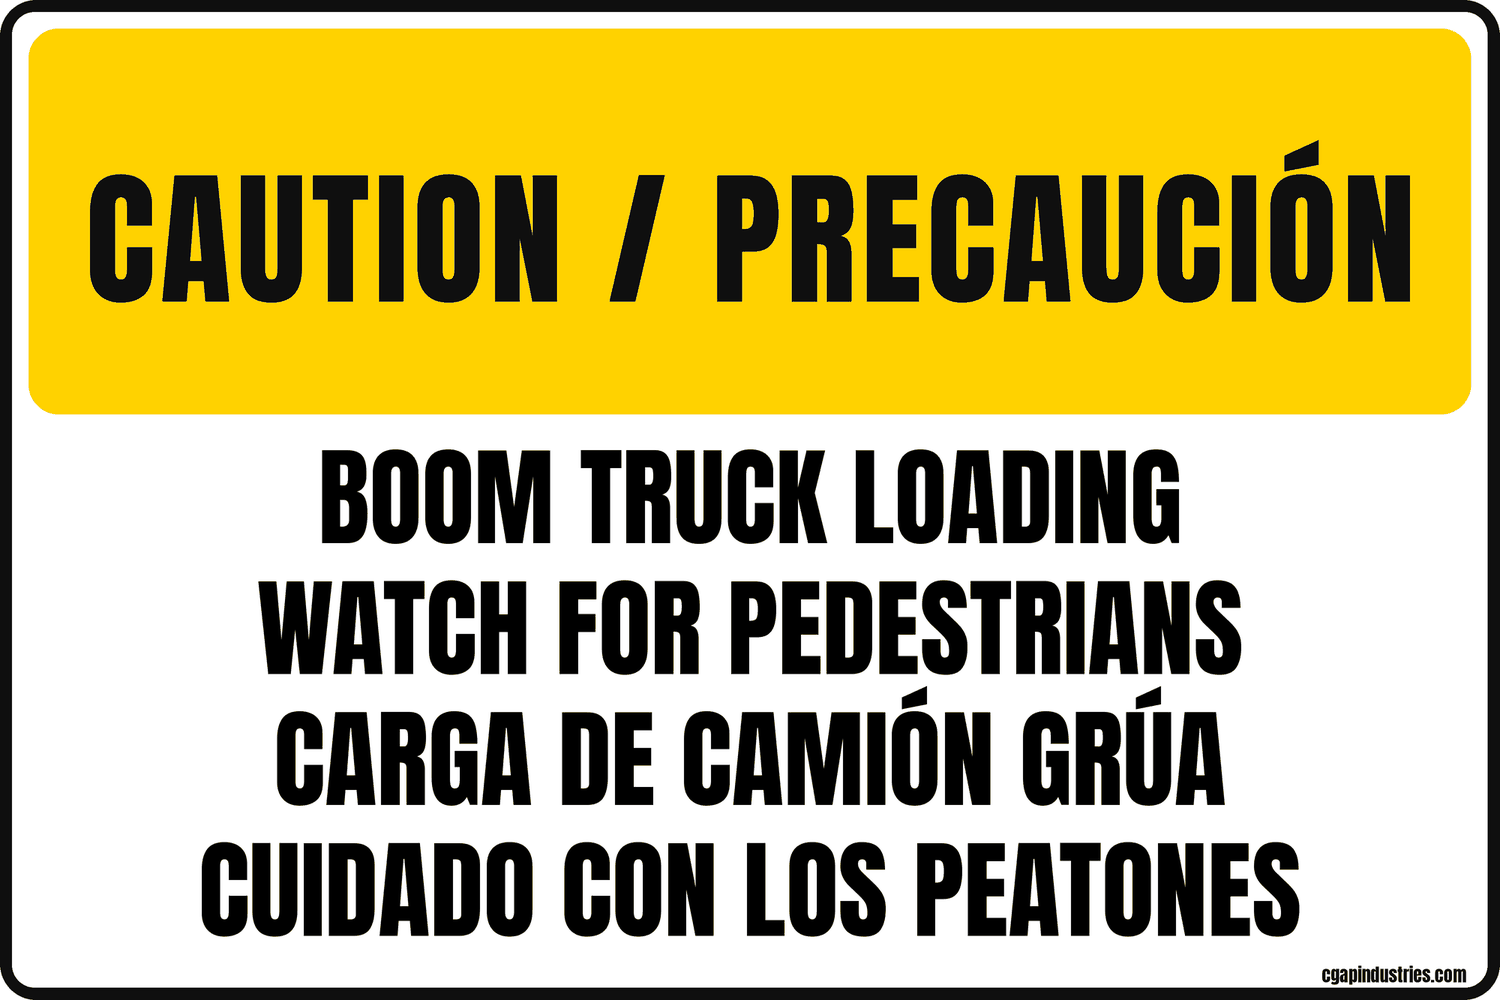 CAUTION / PRECAUCIÓN
BOOM TRUCK LOADING
WATCH FOR PEDESTRIANS
CARGA DE CAMIÓN GRÚA
CUIDADO CON LOS PEATONES
cgapindustries.com